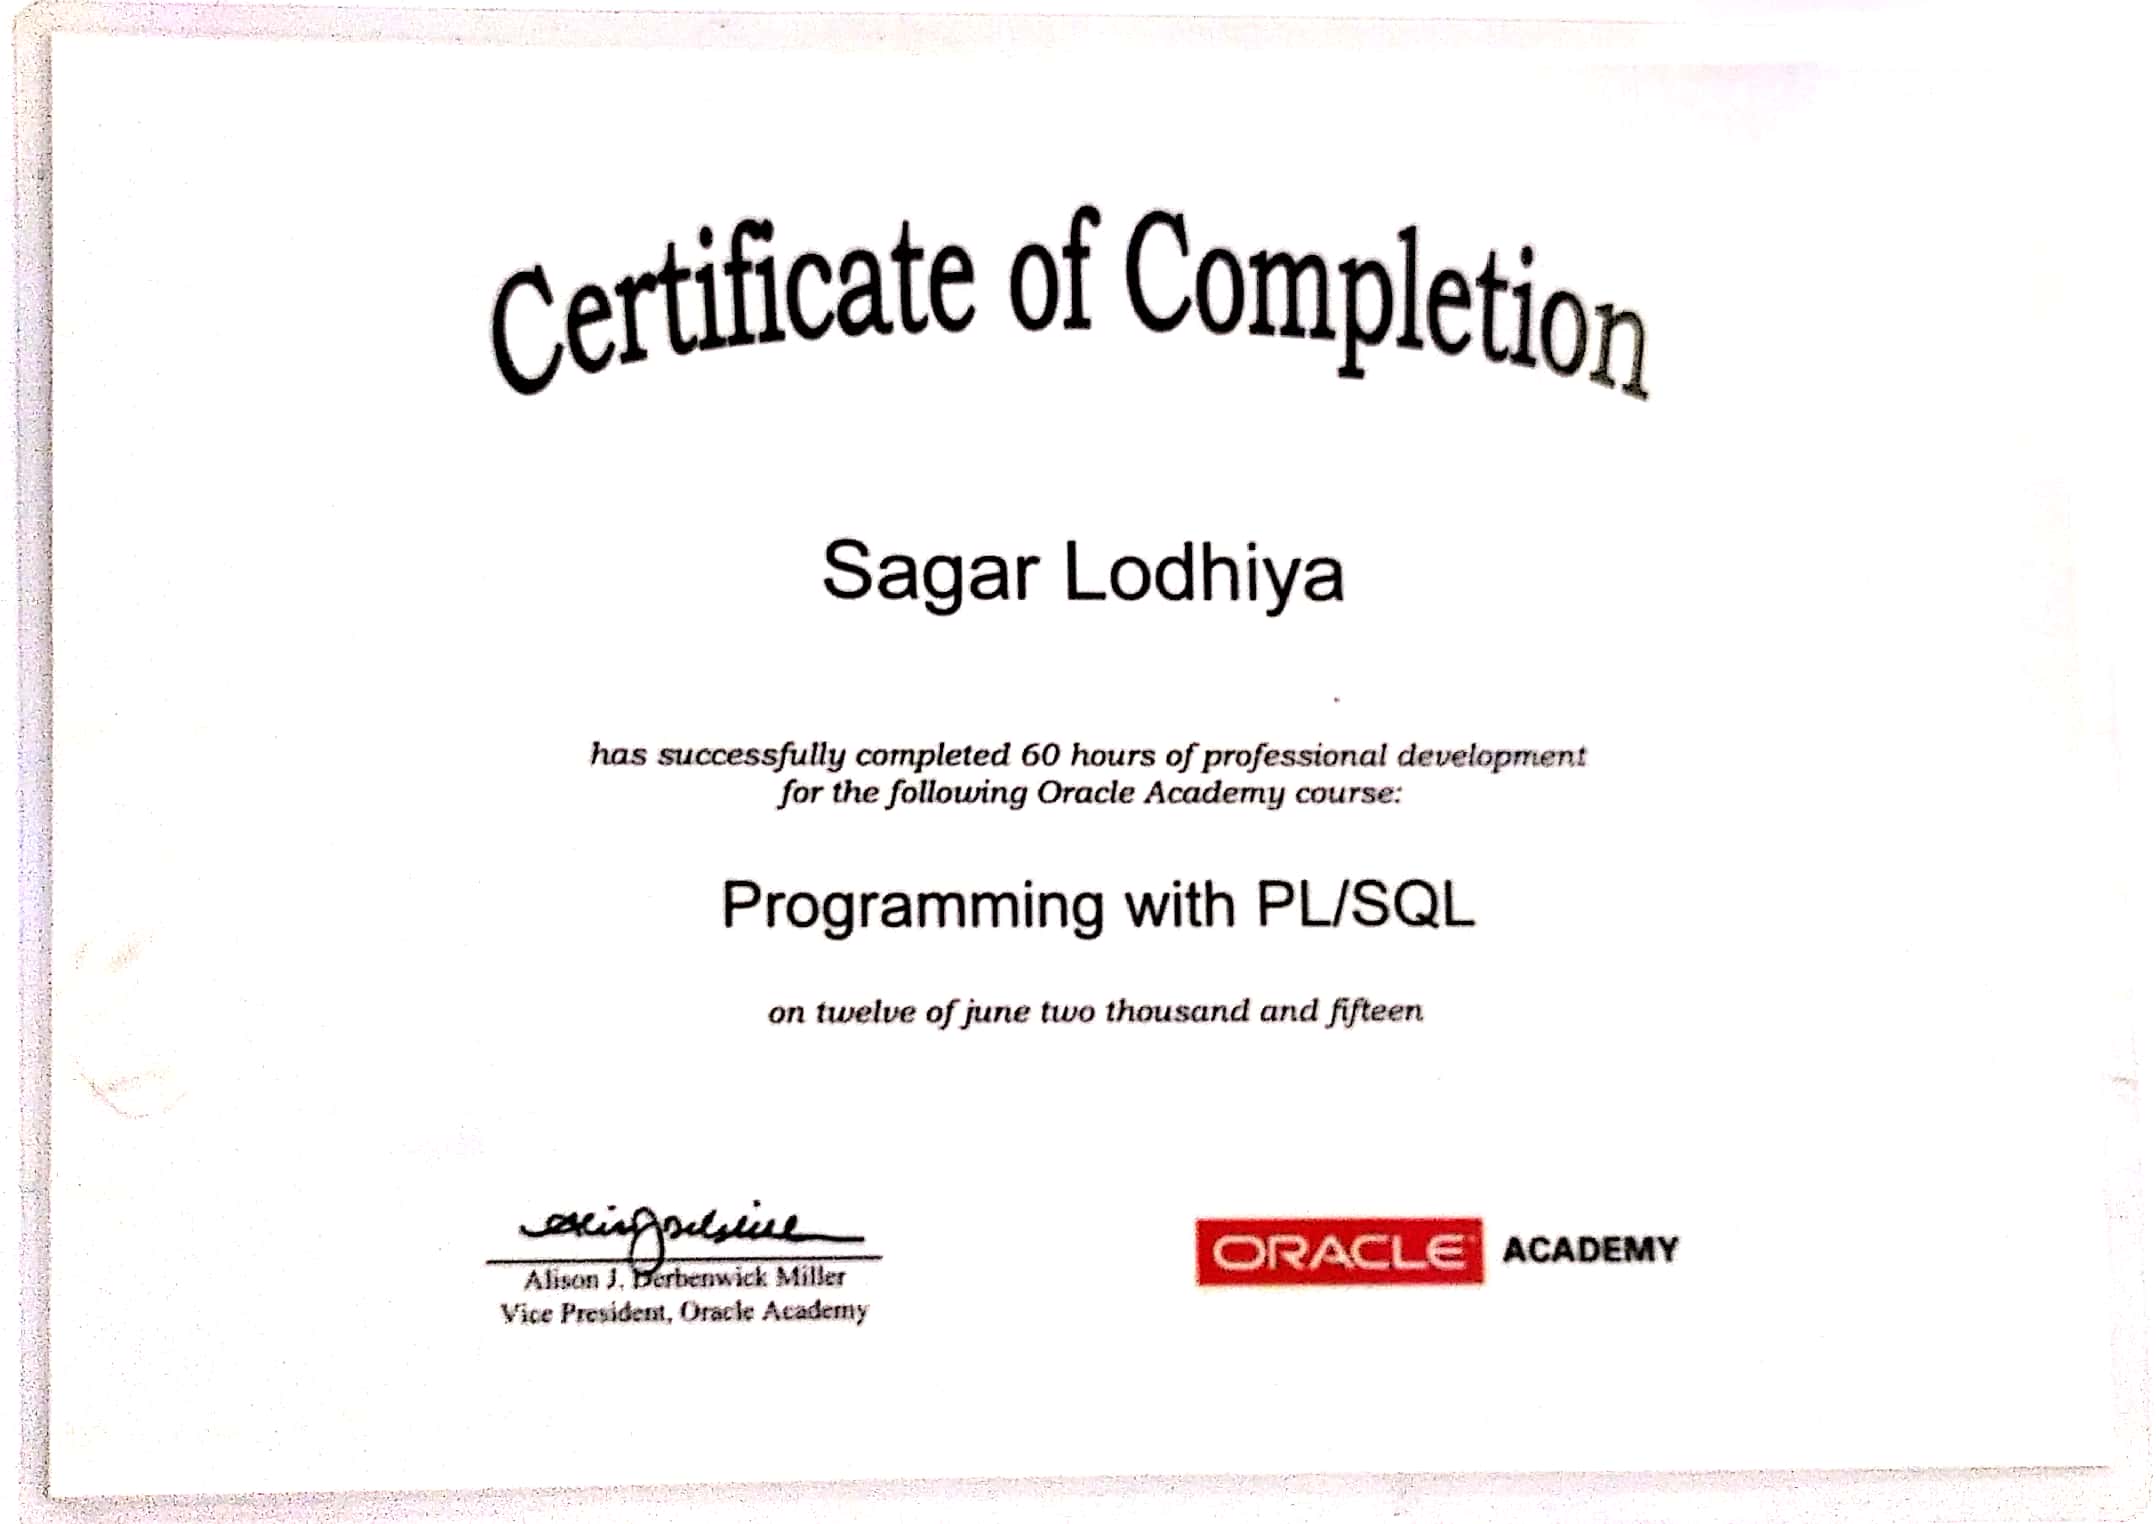 Certificate of Completion
Sagar Lodhiya
has successfully completed 60 hours of professional development
for the following Oracle Academy course:
Programming with PL/SQL
on twelve of june two thousand and fifteen
Alison J. Derbenwick Miller
Vice President, Oracle Academy
ORACLE ACADEMY